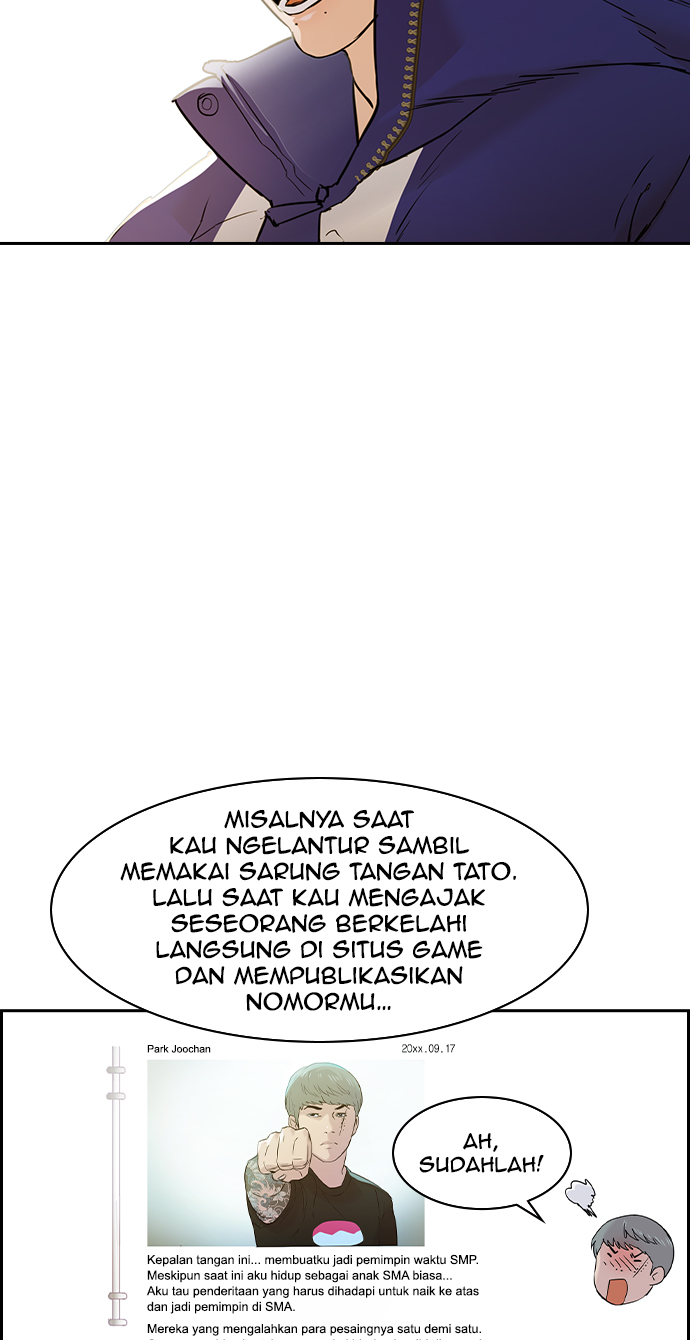 MISALNYA SAAT
KAU NGELANTUR SAMBIL
MEMAKAI SARUNG TANGAN TATO.
LALU SAAT KAU MENGAJAK
SESEORANG BERKELAHI
LANGSUNG DI SITUS GAME
DAN MEMPUBLIKASIKAN
NOMORMU...
Park Joochan 20xx.09.17
AH,
SUDAHLAH!
Kepalan tangan ini... membuatku jadi pemimpin waktu SMP.
Meskipun saat ini aku hidup sebagai anak SMA biasa...
Aku tau penderitaan yang harus dihadapi untuk naik ke atas
dan jadi pemimpin di SMA.
Mereka yang mengalahkan para pesaingnya satu demi satu.